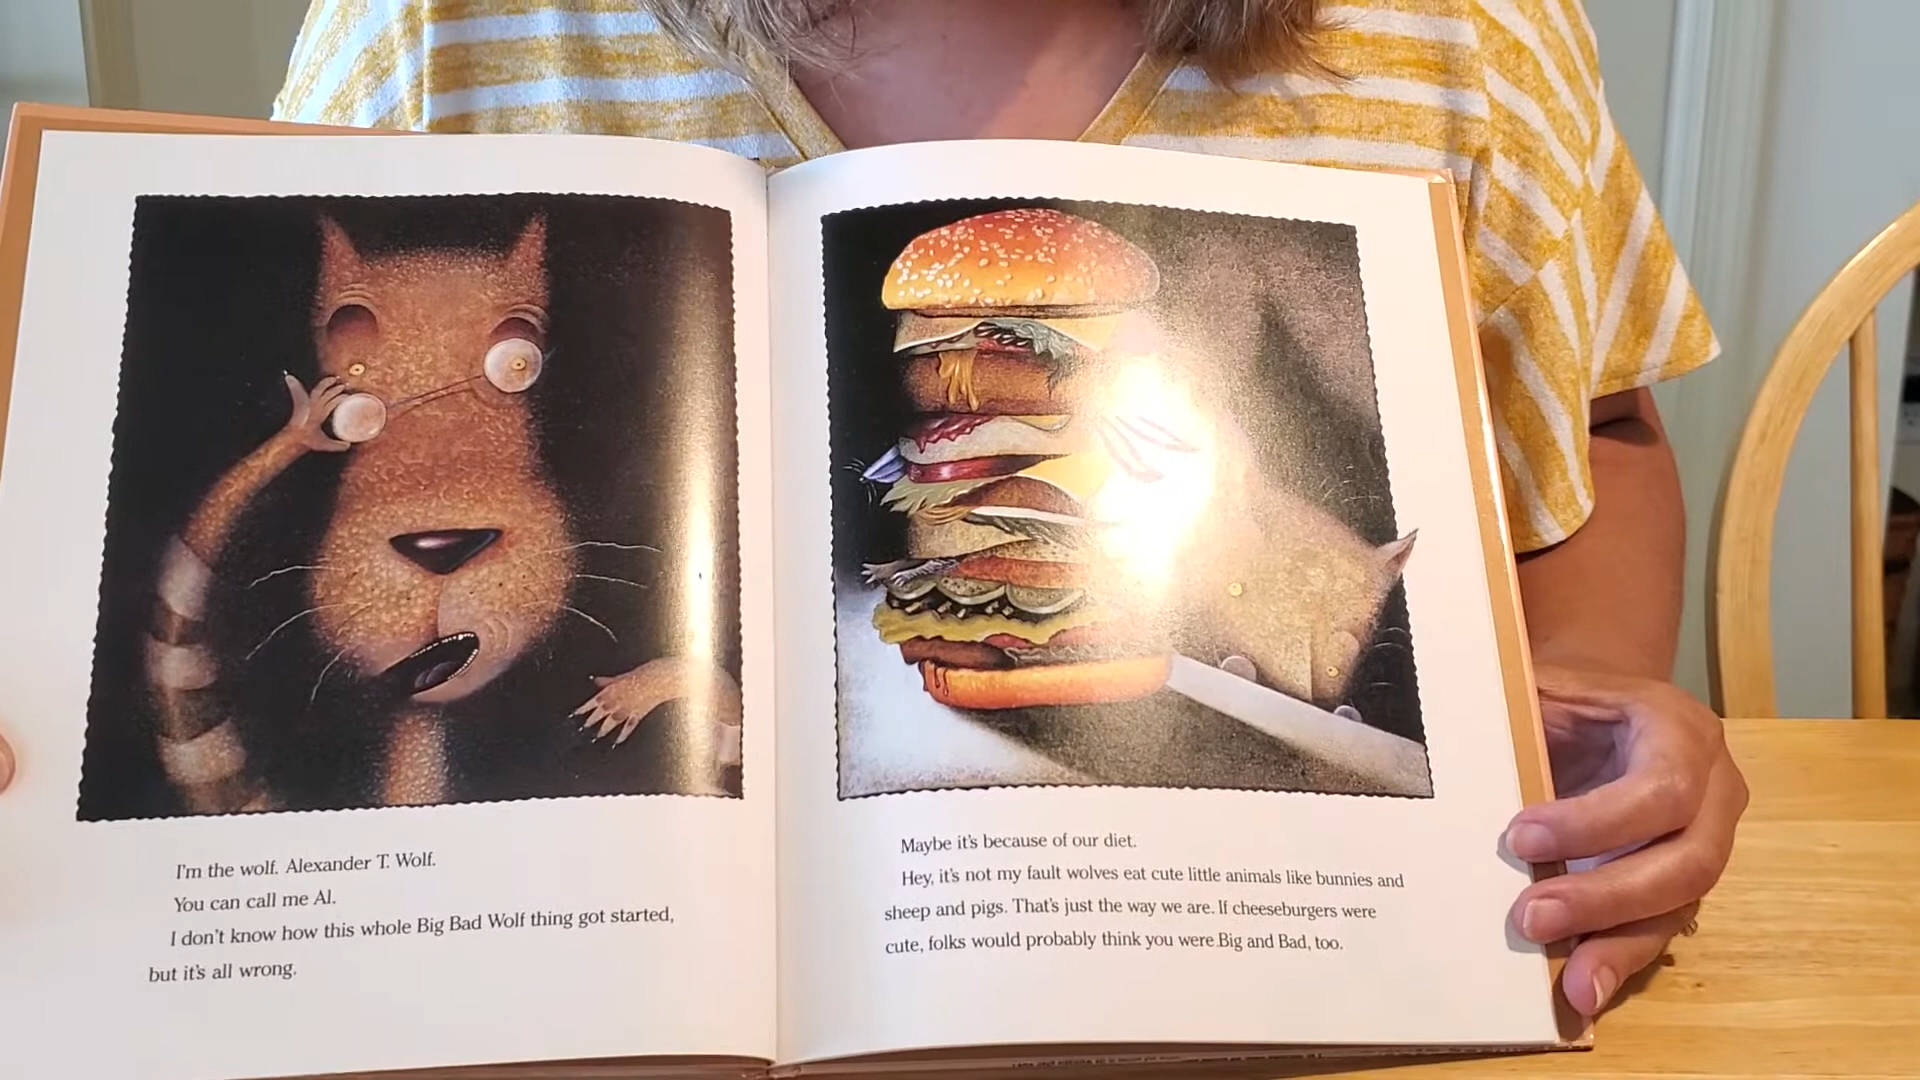 I'm the wolf. Alexander T. Wolf.
You can call me Al.
I don't know how this whole Big Bad Wolf thing got started,
but it's all wrong.
Maybe it's because of our diet.
Hey, it's not my fault wolves eat cute little animals like bunnies and
sheep and pigs. That's just the way we are. If cheeseburgers were
cute, folks would probably think you were Big and Bad, too.